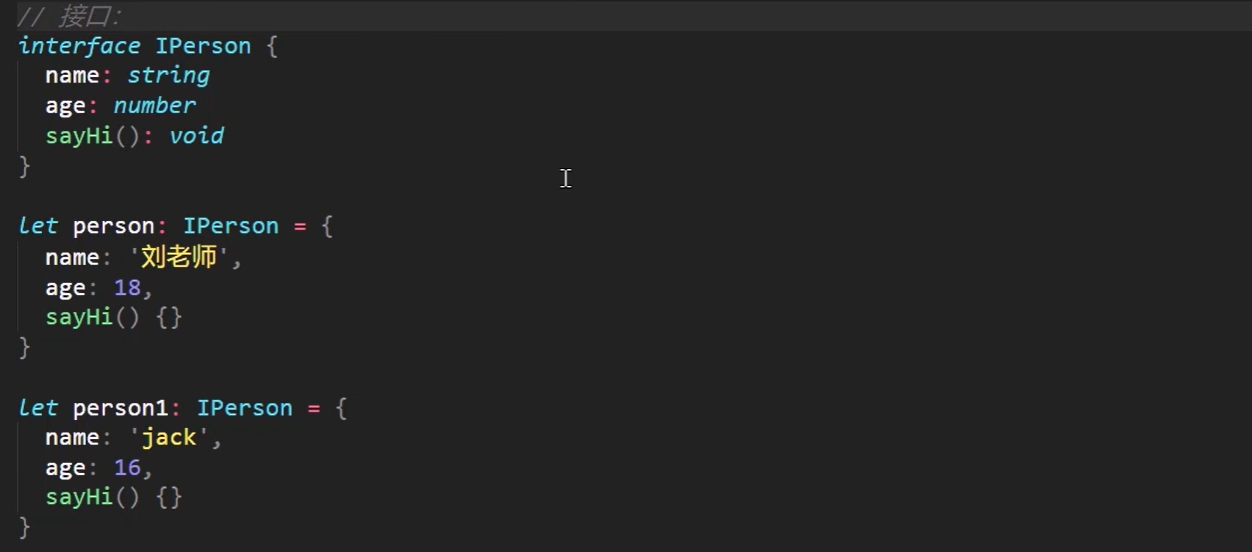 // 接口：
interface IPerson {
  name: string
  age: number
  sayHi(): void
}
let person: IPerson = {
  name: '刘老师',
  age: 18,
  sayHi() {}
}
let person1: IPerson = {
  name: 'jack',
  age: 16,
  sayHi() {}
}